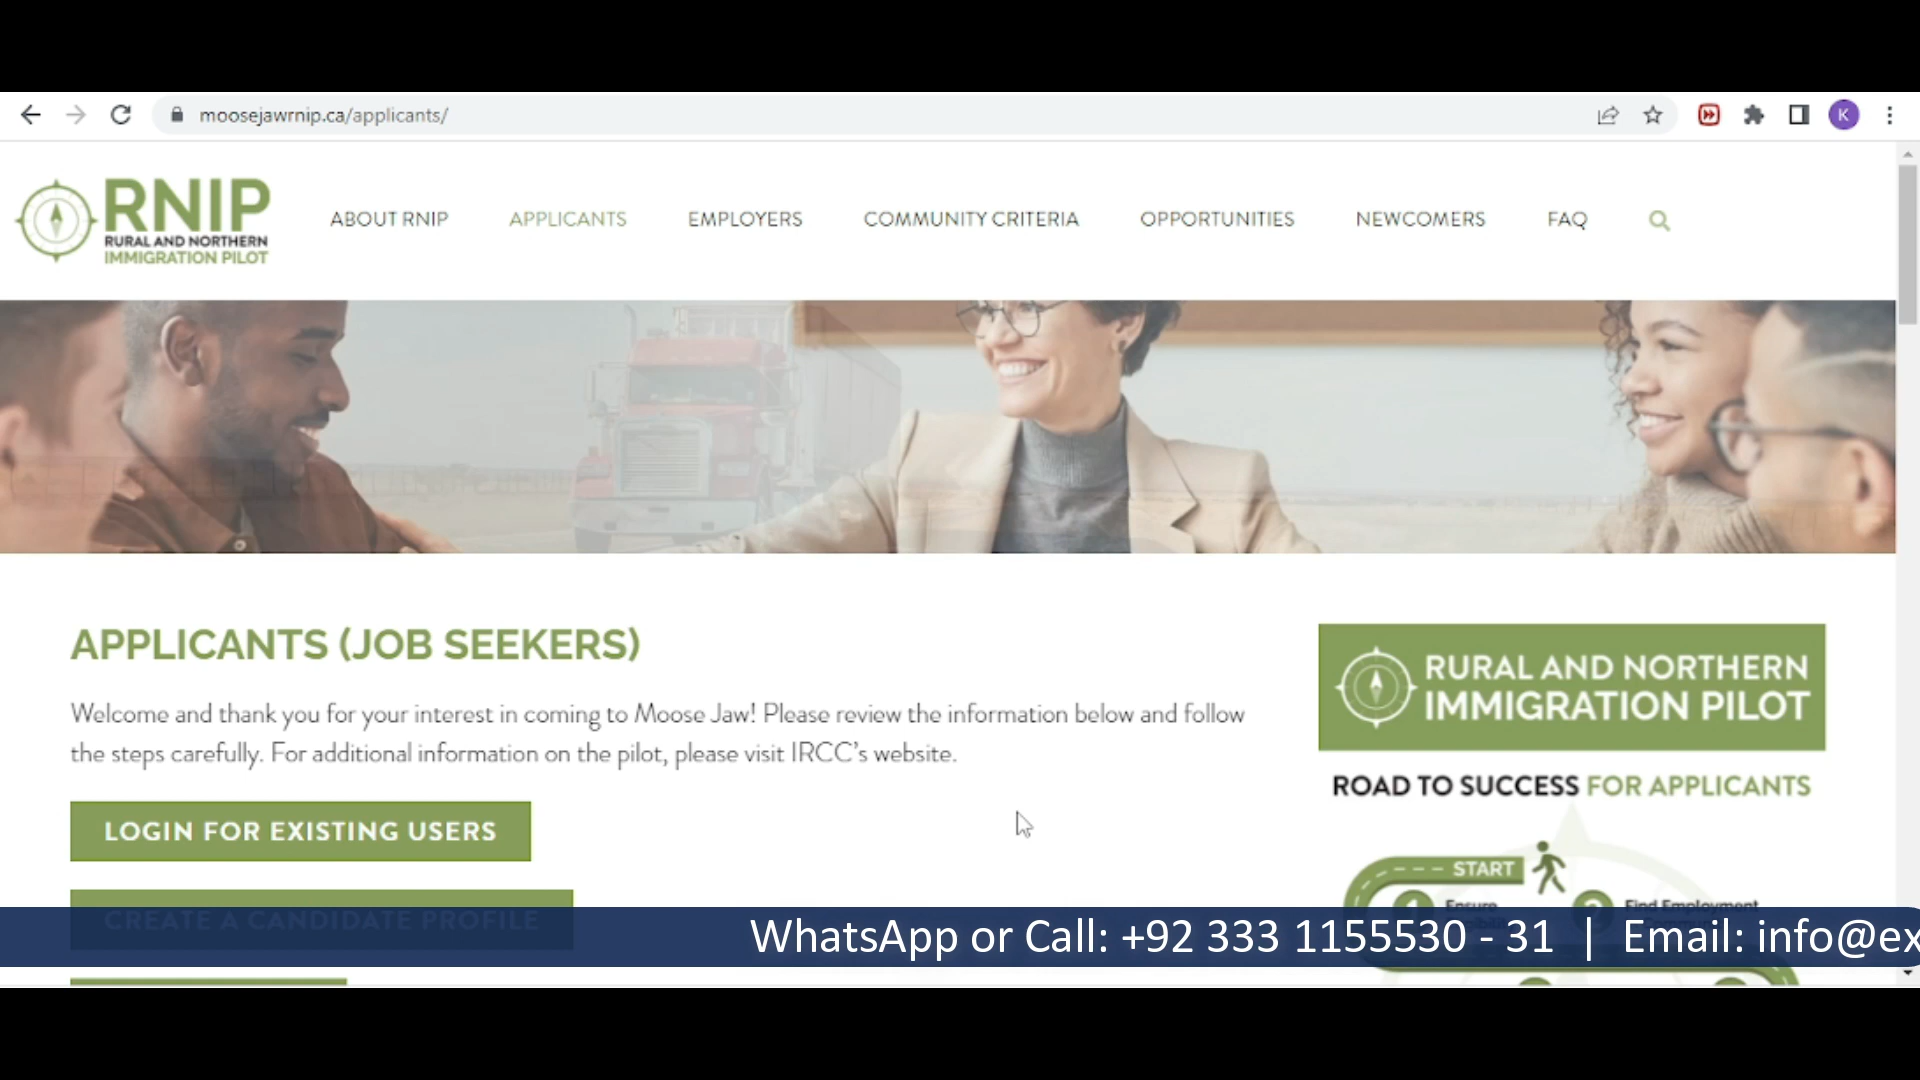 moosejawrnip.ca/applicants/
K
RNIP
RURAL AND NORTHERN
IMMIGRATION PILOT
ABOUT RNIP
APPLICANTS
EMPLOYERS
COMMUNITY CRITERIA
OPPORTUNITIES
NEWCOMERS
FAQ
APPLICANTS (JOB SEEKERS)
Welcome and thank you for your interest in coming to Moose Jaw! Please review the information below and follow
the steps carefully. For additional information on the pilot, please visit IRCC's website.
LOGIN FOR EXISTING USERS
CREATE A CANDIDATE PROFILE
RURAL AND NORTHERN
IMMIGRATION PILOT
ROAD TO SUCCESS FOR APPLICANTS
START
Ensure
Find Employment
WhatsApp or Call: +92 333 1155530 - 31 | Email: info@ex